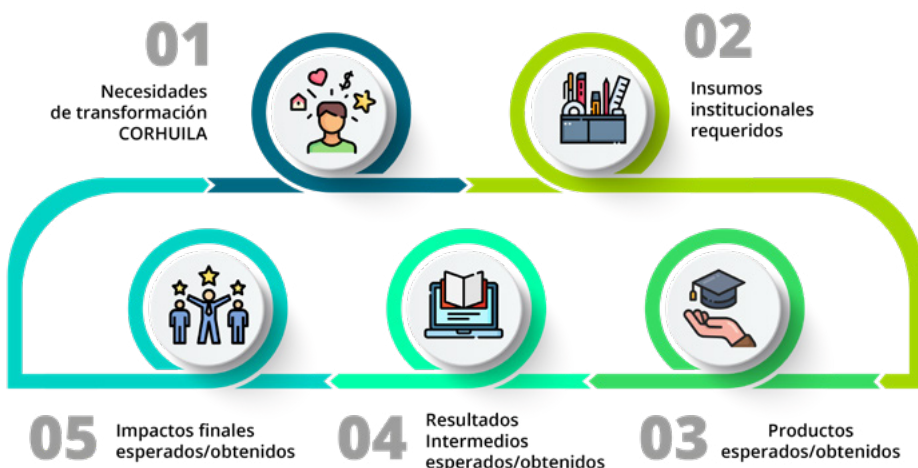 01
Necesidades
de transformación
CORHUILA
02
Insumos
institucionales
requeridos
03
Productos
esperados/obtenidos
04
Resultados
Intermedios
esperados/obtenidos
05
Impactos finales
esperados/obtenidos